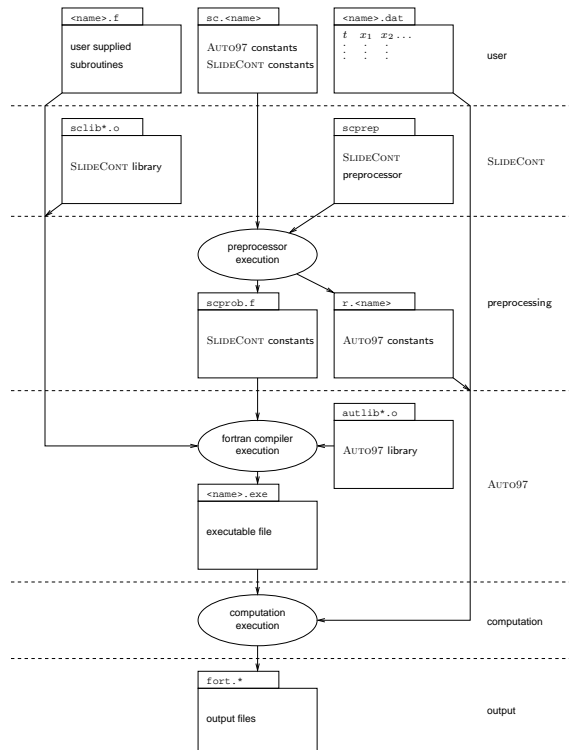 <name>.f
user supplied
subroutines
sc.<name>
AUTO97 constants
SLIDECONT constants
<name>.dat
t x₁ x₂ ...
. . .
. . .
. . .
user
sclib*.o
SLIDECONT library
scprep
SLIDECONT
preprocessor
SLIDECONT
preprocessor
execution
preprocessing
scprob.f
SLIDECONT constants
r.<name>
AUTO97 constants
fortran compiler
execution
autlib*.o
AUTO97 library
AUTO97
<name>.exe
executable file
computation
execution
computation
fort.*
output files
output